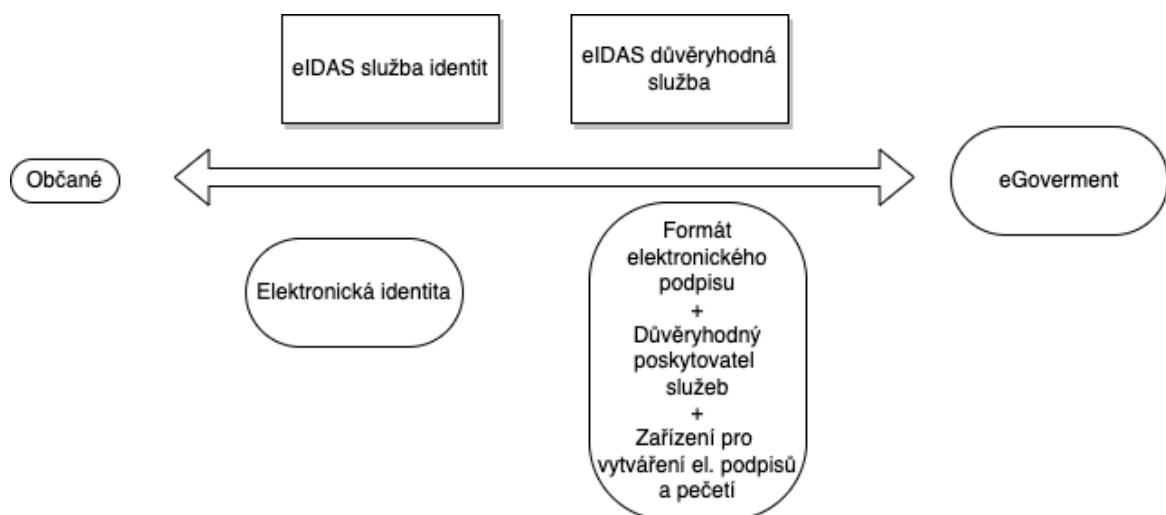 eIDAS služba identit
eIDAS důvěryhodná
služba
Občané
eGoverment
Elektronická identita
Formát
elektronického
podpisu
+
Důvěryhodný
poskytovatel
služeb
+
Zařízení pro
vytváření el. podpisů
a pečetí